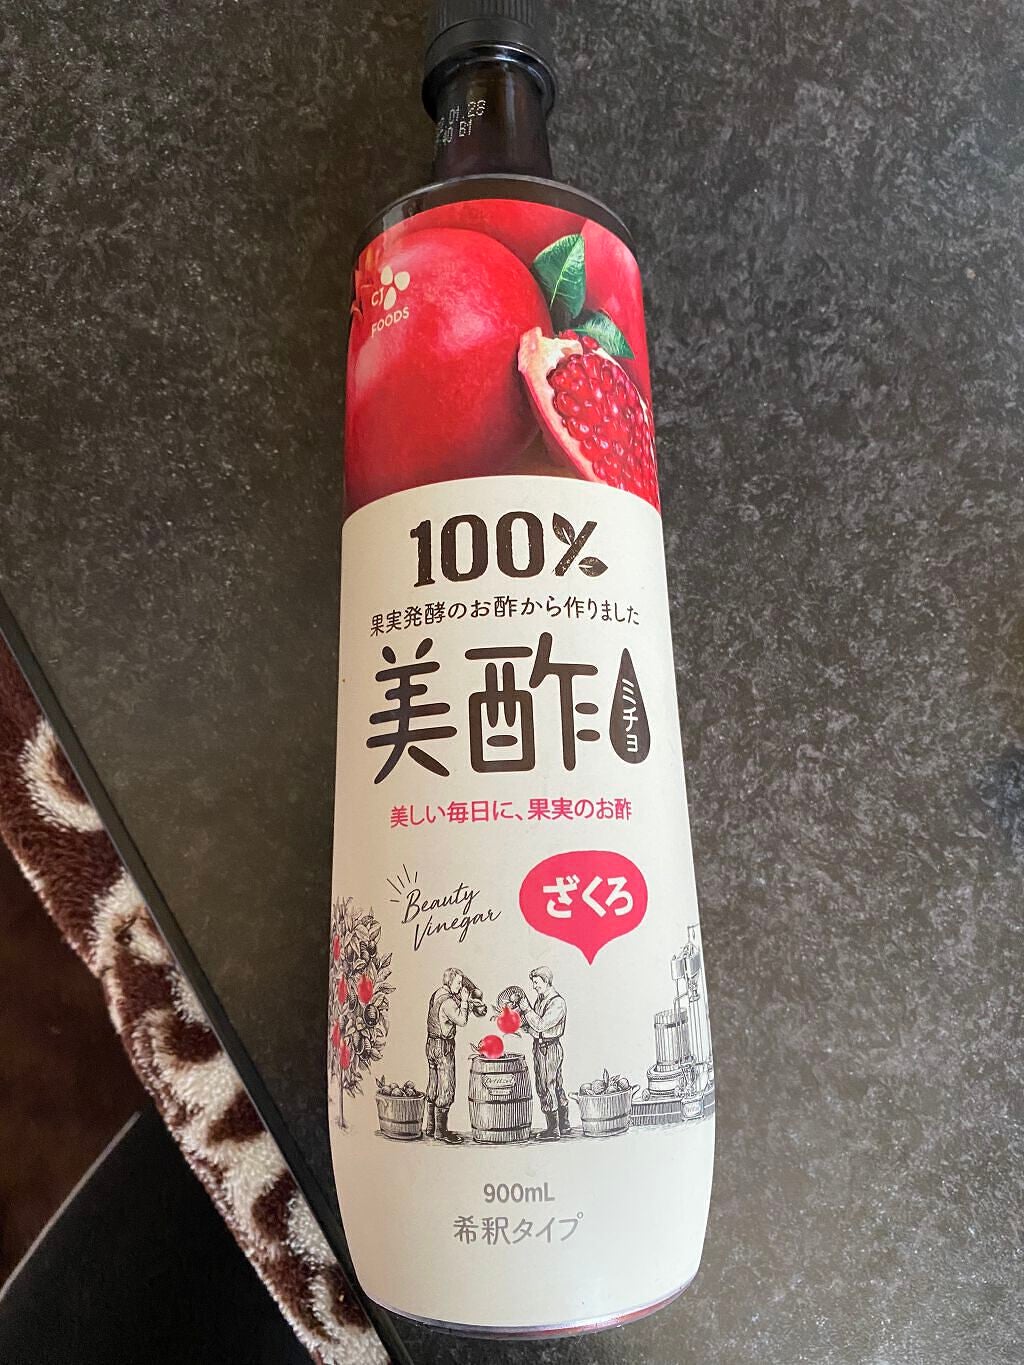 CJ
FOODS
100%
果実発酵のお酢から作りました
美酢
ミチョ
美しい毎日に、果実のお酢
Beauty
Vinegar
ざくろ
Petitzel
900mL
希釈タイプ